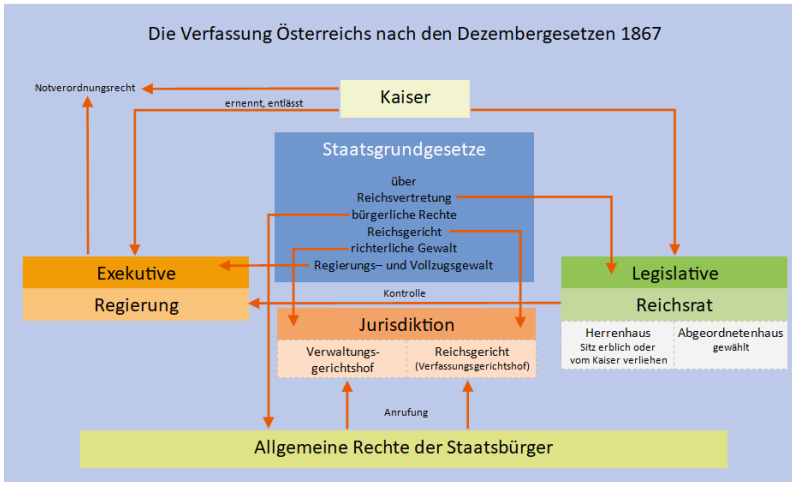 Die Verfassung Österreichs nach den Dezembergesetzen 1867
Notverordnungsrecht
Kaiser
ernennt, entlässt
Staatsgrundgesetze
über
Reichsvertretung
bürgerliche Rechte
Reichsgericht
richterliche Gewalt
Regierungs– und Vollzugsgewalt
Exekutive
Regierung
Legislative
Reichsrat
Kontrolle
Herrenhaus
Sitz erblich oder
vom Kaiser verliehen
Abgeordnetenhaus
gewählt
Jurisdiktion
Verwaltungs-
gerichtshof
Reichsgericht
(Verfassungsgerichtshof)
Anrufung
Allgemeine Rechte der Staatsbürger